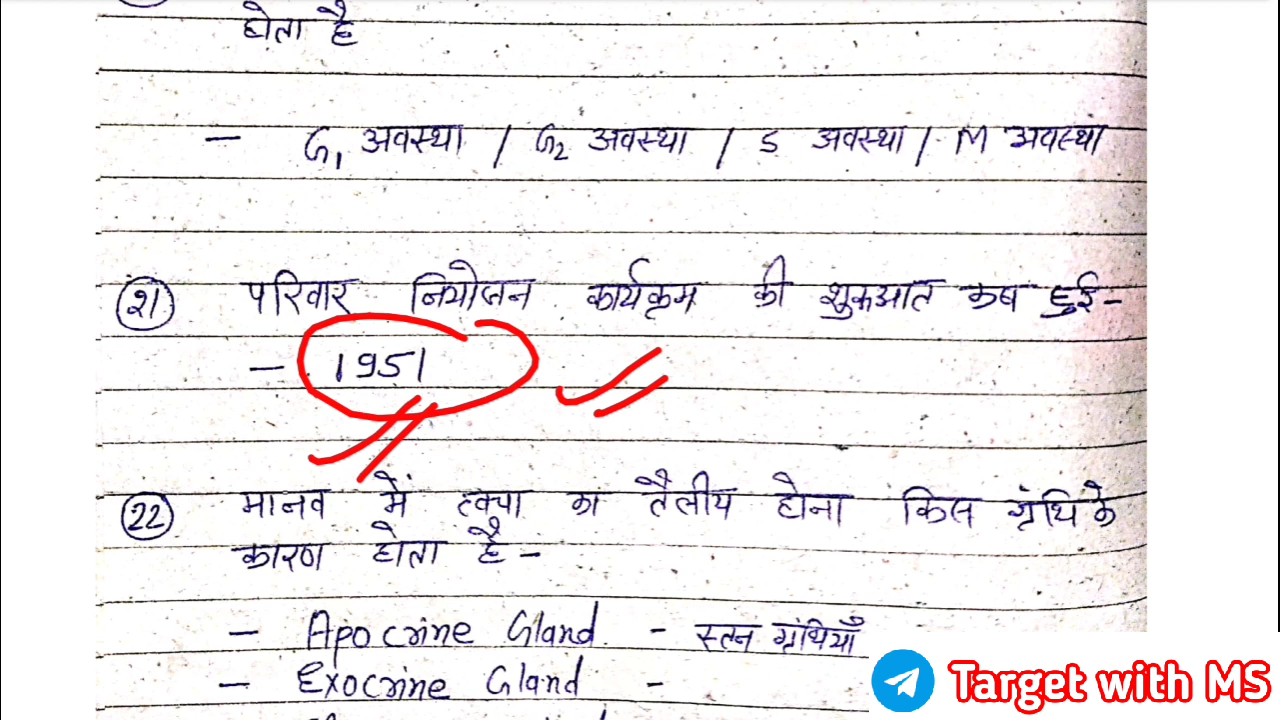 होता है
– G₁ अवस्था / G₂ अवस्था / S अवस्था / M अवस्था
21 परिवार नियोजन कार्यक्रम की शुरुआत कब हुई–
– 1951
22 मानव में त्वचा का तैलीय होना किस ग्रंथि के
कारण होता है –
– Apocrine Gland – स्तन ग्रंथियाँ
– Exocrine Gland –
Target with MS